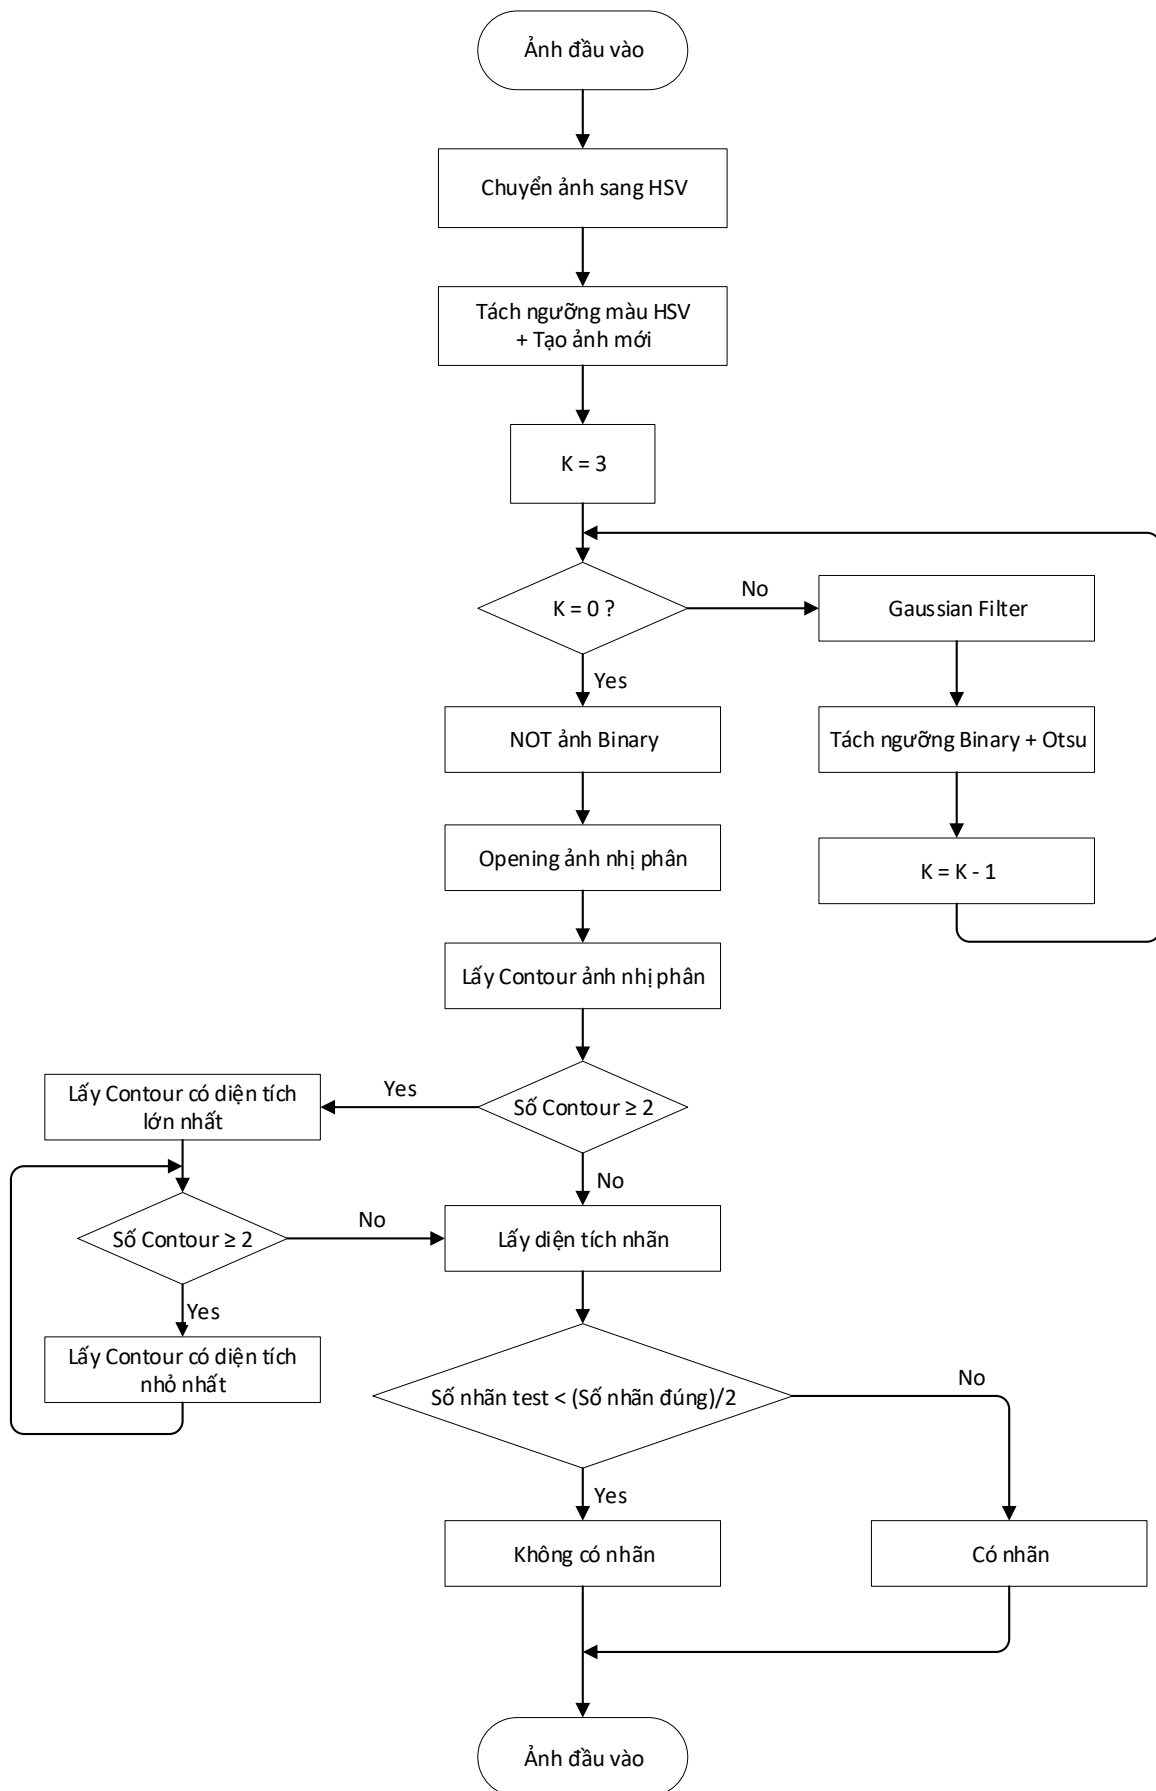 Ảnh đầu vào
Chuyển ảnh sang HSV
Tách ngưỡng màu HSV
+ Tạo ảnh mới
K = 3
K = 0 ?
No
Gaussian Filter
Yes
NOT ảnh Binary
Tách ngưỡng Binary + Otsu
Opening ảnh nhị phân
K = K - 1
Lấy Contour ảnh nhị phân
Lấy Contour có diện tích
lớn nhất
Yes
Số Contour ≥ 2
No
Số Contour ≥ 2
No
Lấy diện tích nhãn
Yes
Lấy Contour có diện tích
nhỏ nhất
Số nhãn test < (Số nhãn đúng)/2
No
Yes
Không có nhãn
Có nhãn
Ảnh đầu vào